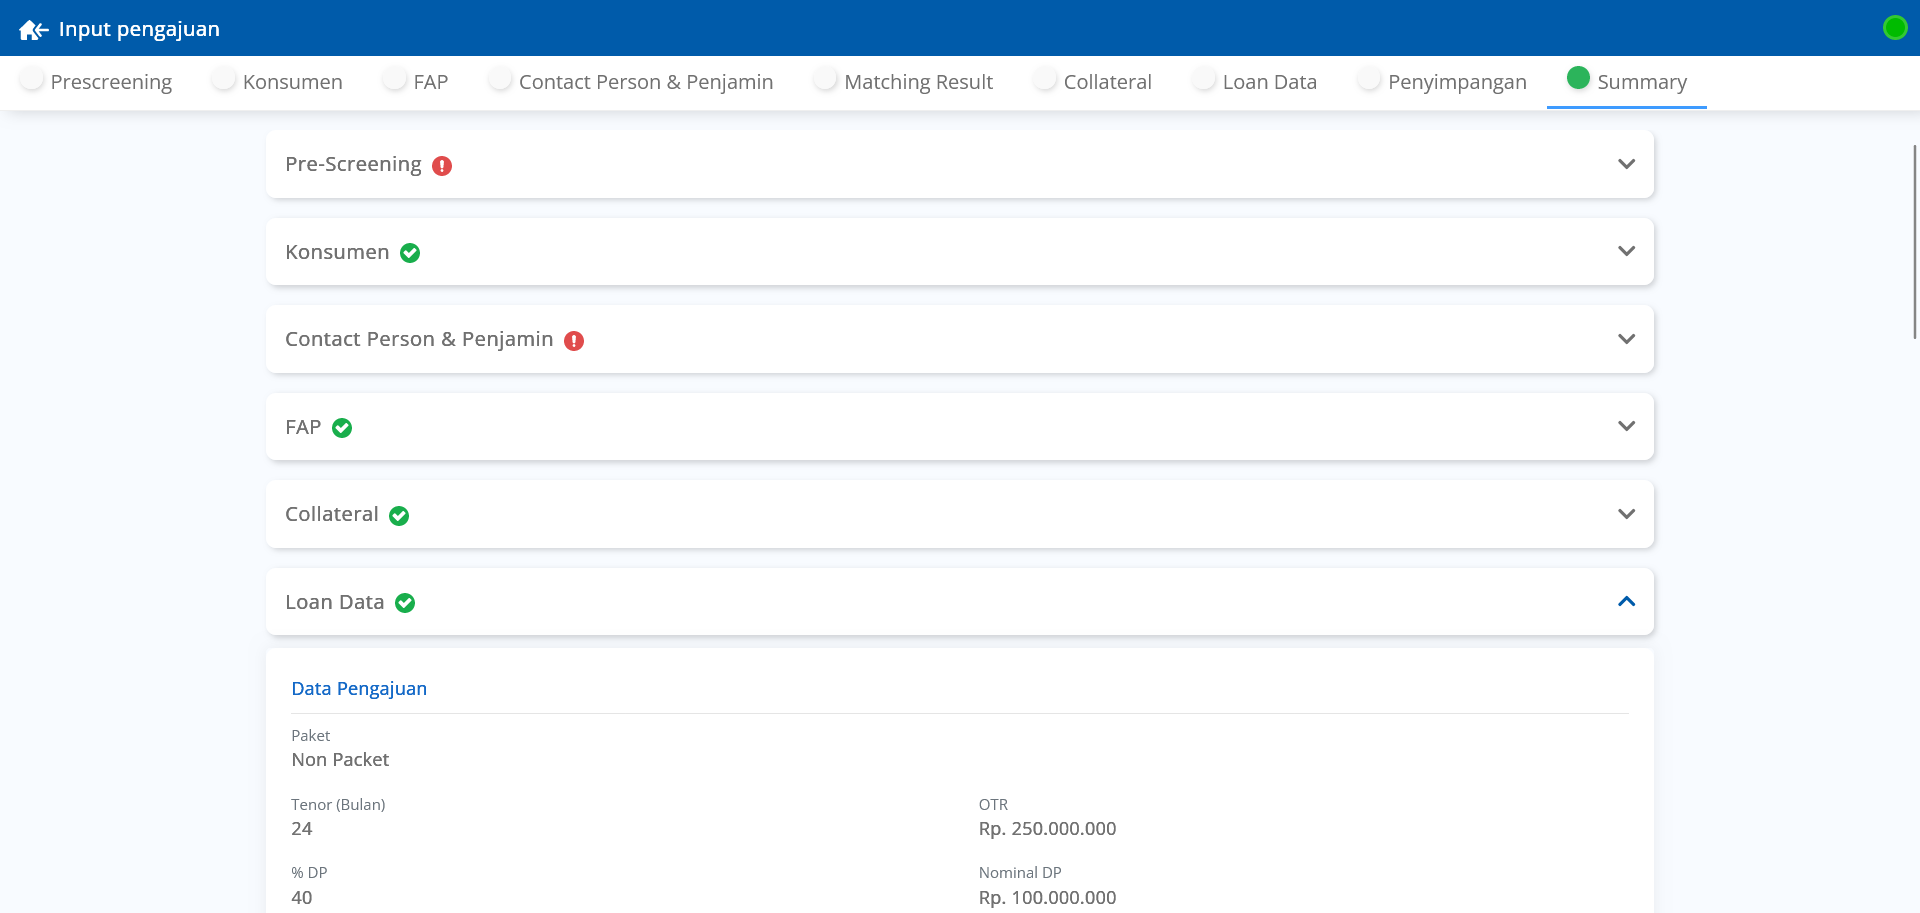 Input pengajuan
Prescreening Konsumen FAP Contact Person & Penjamin Matching Result Collateral Loan Data Penyimpangan Summary
Pre-Screening
Konsumen
Contact Person & Penjamin
FAP
Collateral
Loan Data
Data Pengajuan
Paket
Non Packet
Tenor (Bulan) OTR
24 Rp. 250.000.000
% DP Nominal DP
40 Rp. 100.000.000